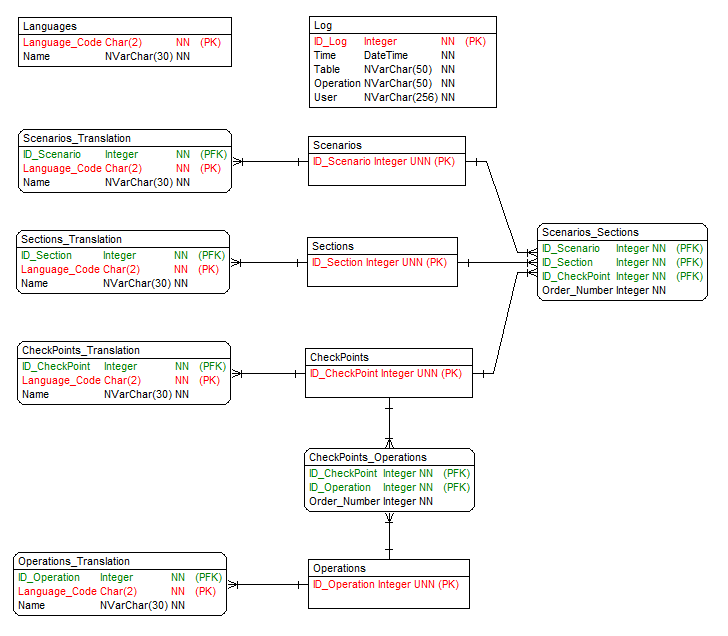 Languages
Language_Code Char(2) NN (PK)
Name NVarChar(30) NN
Log
ID_Log Integer NN (PK)
Time DateTime NN
Table NVarChar(50) NN
Operation NVarChar(50) NN
User NVarChar(256) NN
Scenarios_Translation
ID_Scenario Integer NN (PFK)
Language_Code Char(2) NN (PK)
Name NVarChar(30) NN
Scenarios
ID_Scenario Integer UNN (PK)
Sections_Translation
ID_Section Integer NN (PFK)
Language_Code Char(2) NN (PK)
Name NVarChar(30) NN
Sections
ID_Section Integer UNN (PK)
Scenarios_Sections
ID_Scenario Integer NN (PFK)
ID_Section Integer NN (PFK)
ID_CheckPoint Integer NN (PFK)
Order_Number Integer NN
CheckPoints_Translation
ID_CheckPoint Integer NN (PFK)
Language_Code Char(2) NN (PK)
Name NVarChar(30) NN
CheckPoints
ID_CheckPoint Integer UNN (PK)
CheckPoints_Operations
ID_CheckPoint Integer NN (PFK)
ID_Operation Integer NN (PFK)
Order_Number Integer NN
Operations_Translation
ID_Operation Integer NN (PFK)
Language_Code Char(2) NN (PK)
Name NVarChar(30) NN
Operations
ID_Operation Integer UNN (PK)